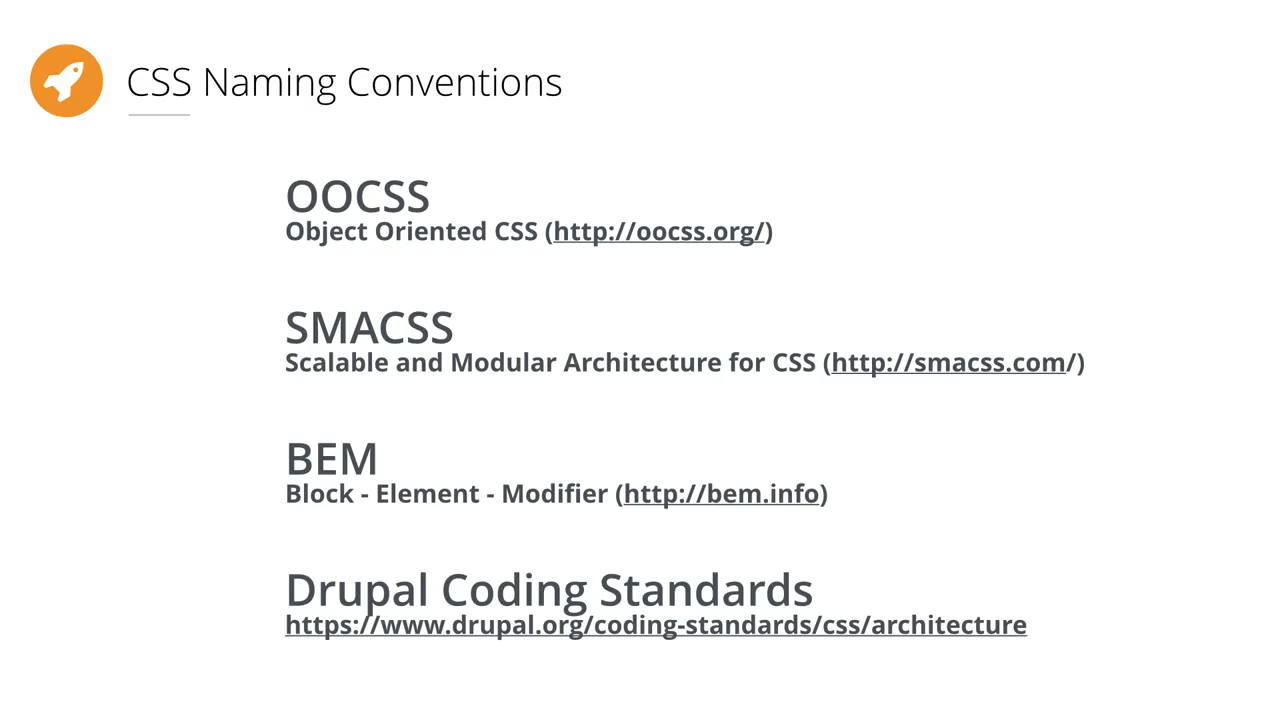 CSS Naming Conventions
OOCSS
Object Oriented CSS (http://oocss.org/)
SMACSS
Scalable and Modular Architecture for CSS (http://smacss.com/)
BEM
Block - Element - Modifier (http://bem.info)
Drupal Coding Standards
https://www.drupal.org/coding-standards/css/architecture